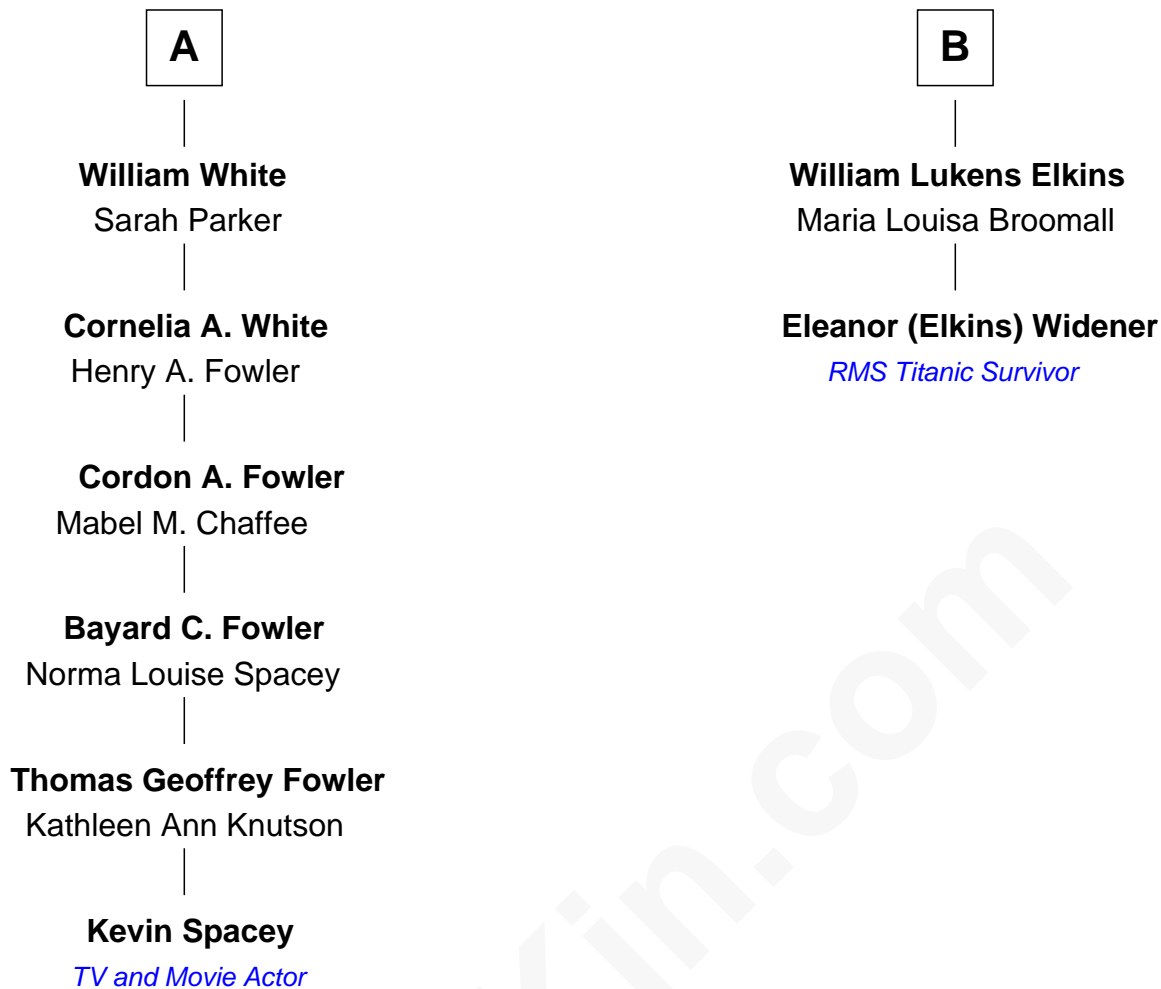 A
B
William White
Sarah Parker
William Lukens Elkins
Maria Louisa Broomall
Cornelia A. White
Henry A. Fowler
Eleanor (Elkins) Widener
RMS Titanic Survivor
Cordon A. Fowler
Mabel M. Chaffee
Bayard C. Fowler
Norma Louise Spacey
Thomas Geoffrey Fowler
Kathleen Ann Knutson
Kevin Spacey
TV and Movie Actor